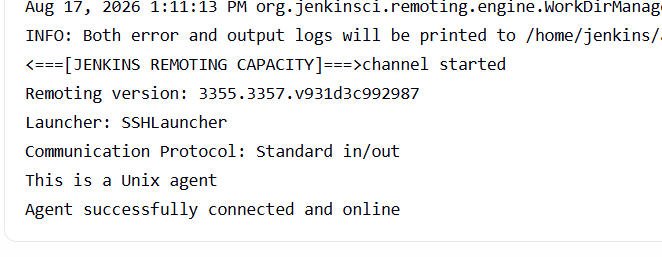 Aug 17, 2026 1:11:13 PM org.jenkinsci.remoting.engine.WorkDirManag
INFO: Both error and output logs will be printed to /home/jenkins/
<===[JENKINS REMOTING CAPACITY]===>channel started
Remoting version: 3355.3357.v931d3c992987
Launcher: SSHLauncher
Communication Protocol: Standard in/out
This is a Unix agent
Agent successfully connected and online